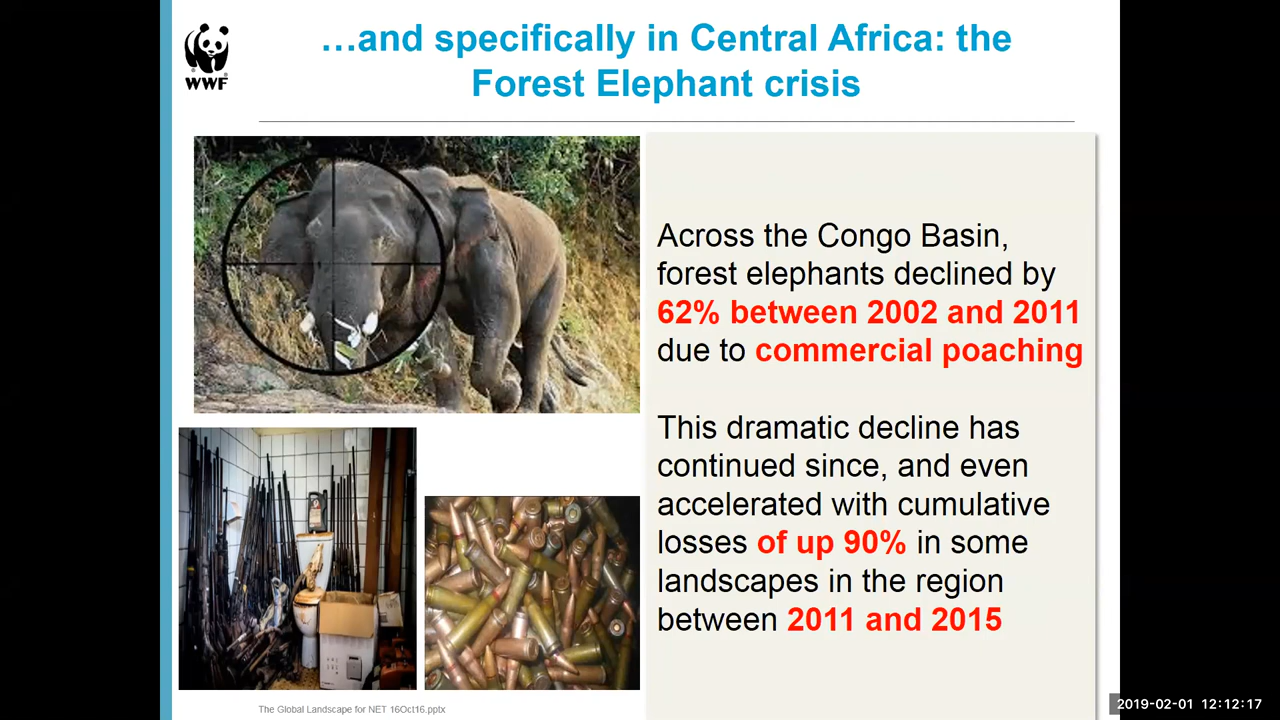 …and specifically in Central Africa: the
Forest Elephant crisis
WWF
Across the Congo Basin,
forest elephants declined by
62% between 2002 and 2011
due to commercial poaching
This dramatic decline has
continued since, and even
accelerated with cumulative
losses of up 90% in some
landscapes in the region
between 2011 and 2015
The Global Landscape for NET 16Oct16.pptx
2019-02-01 12:12:17